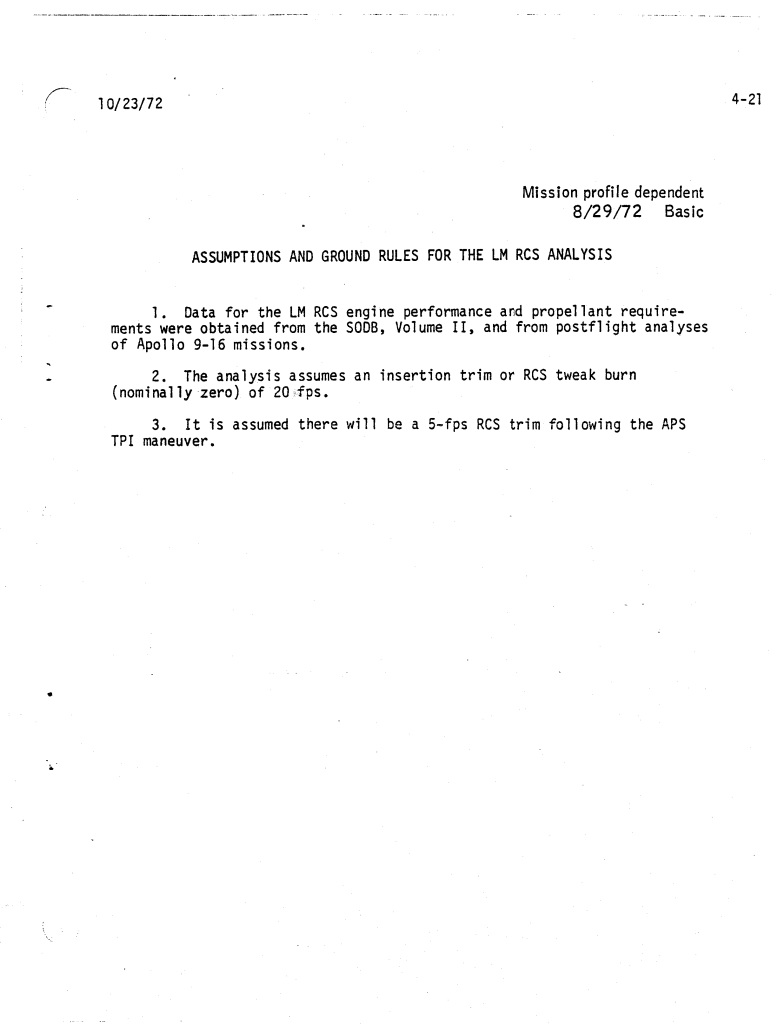 10/23/72
4-21
Mission profile dependent
8/29/72 Basic
ASSUMPTIONS AND GROUND RULES FOR THE LM RCS ANALYSIS
1. Data for the LM RCS engine performance and propellant require-
ments were obtained from the SODB, Volume II, and from postflight analyses
of Apollo 9-16 missions.
2. The analysis assumes an insertion trim or RCS tweak burn
(nominally zero) of 20 fps.
3. It is assumed there will be a 5-fps RCS trim following the APS
TPI maneuver.